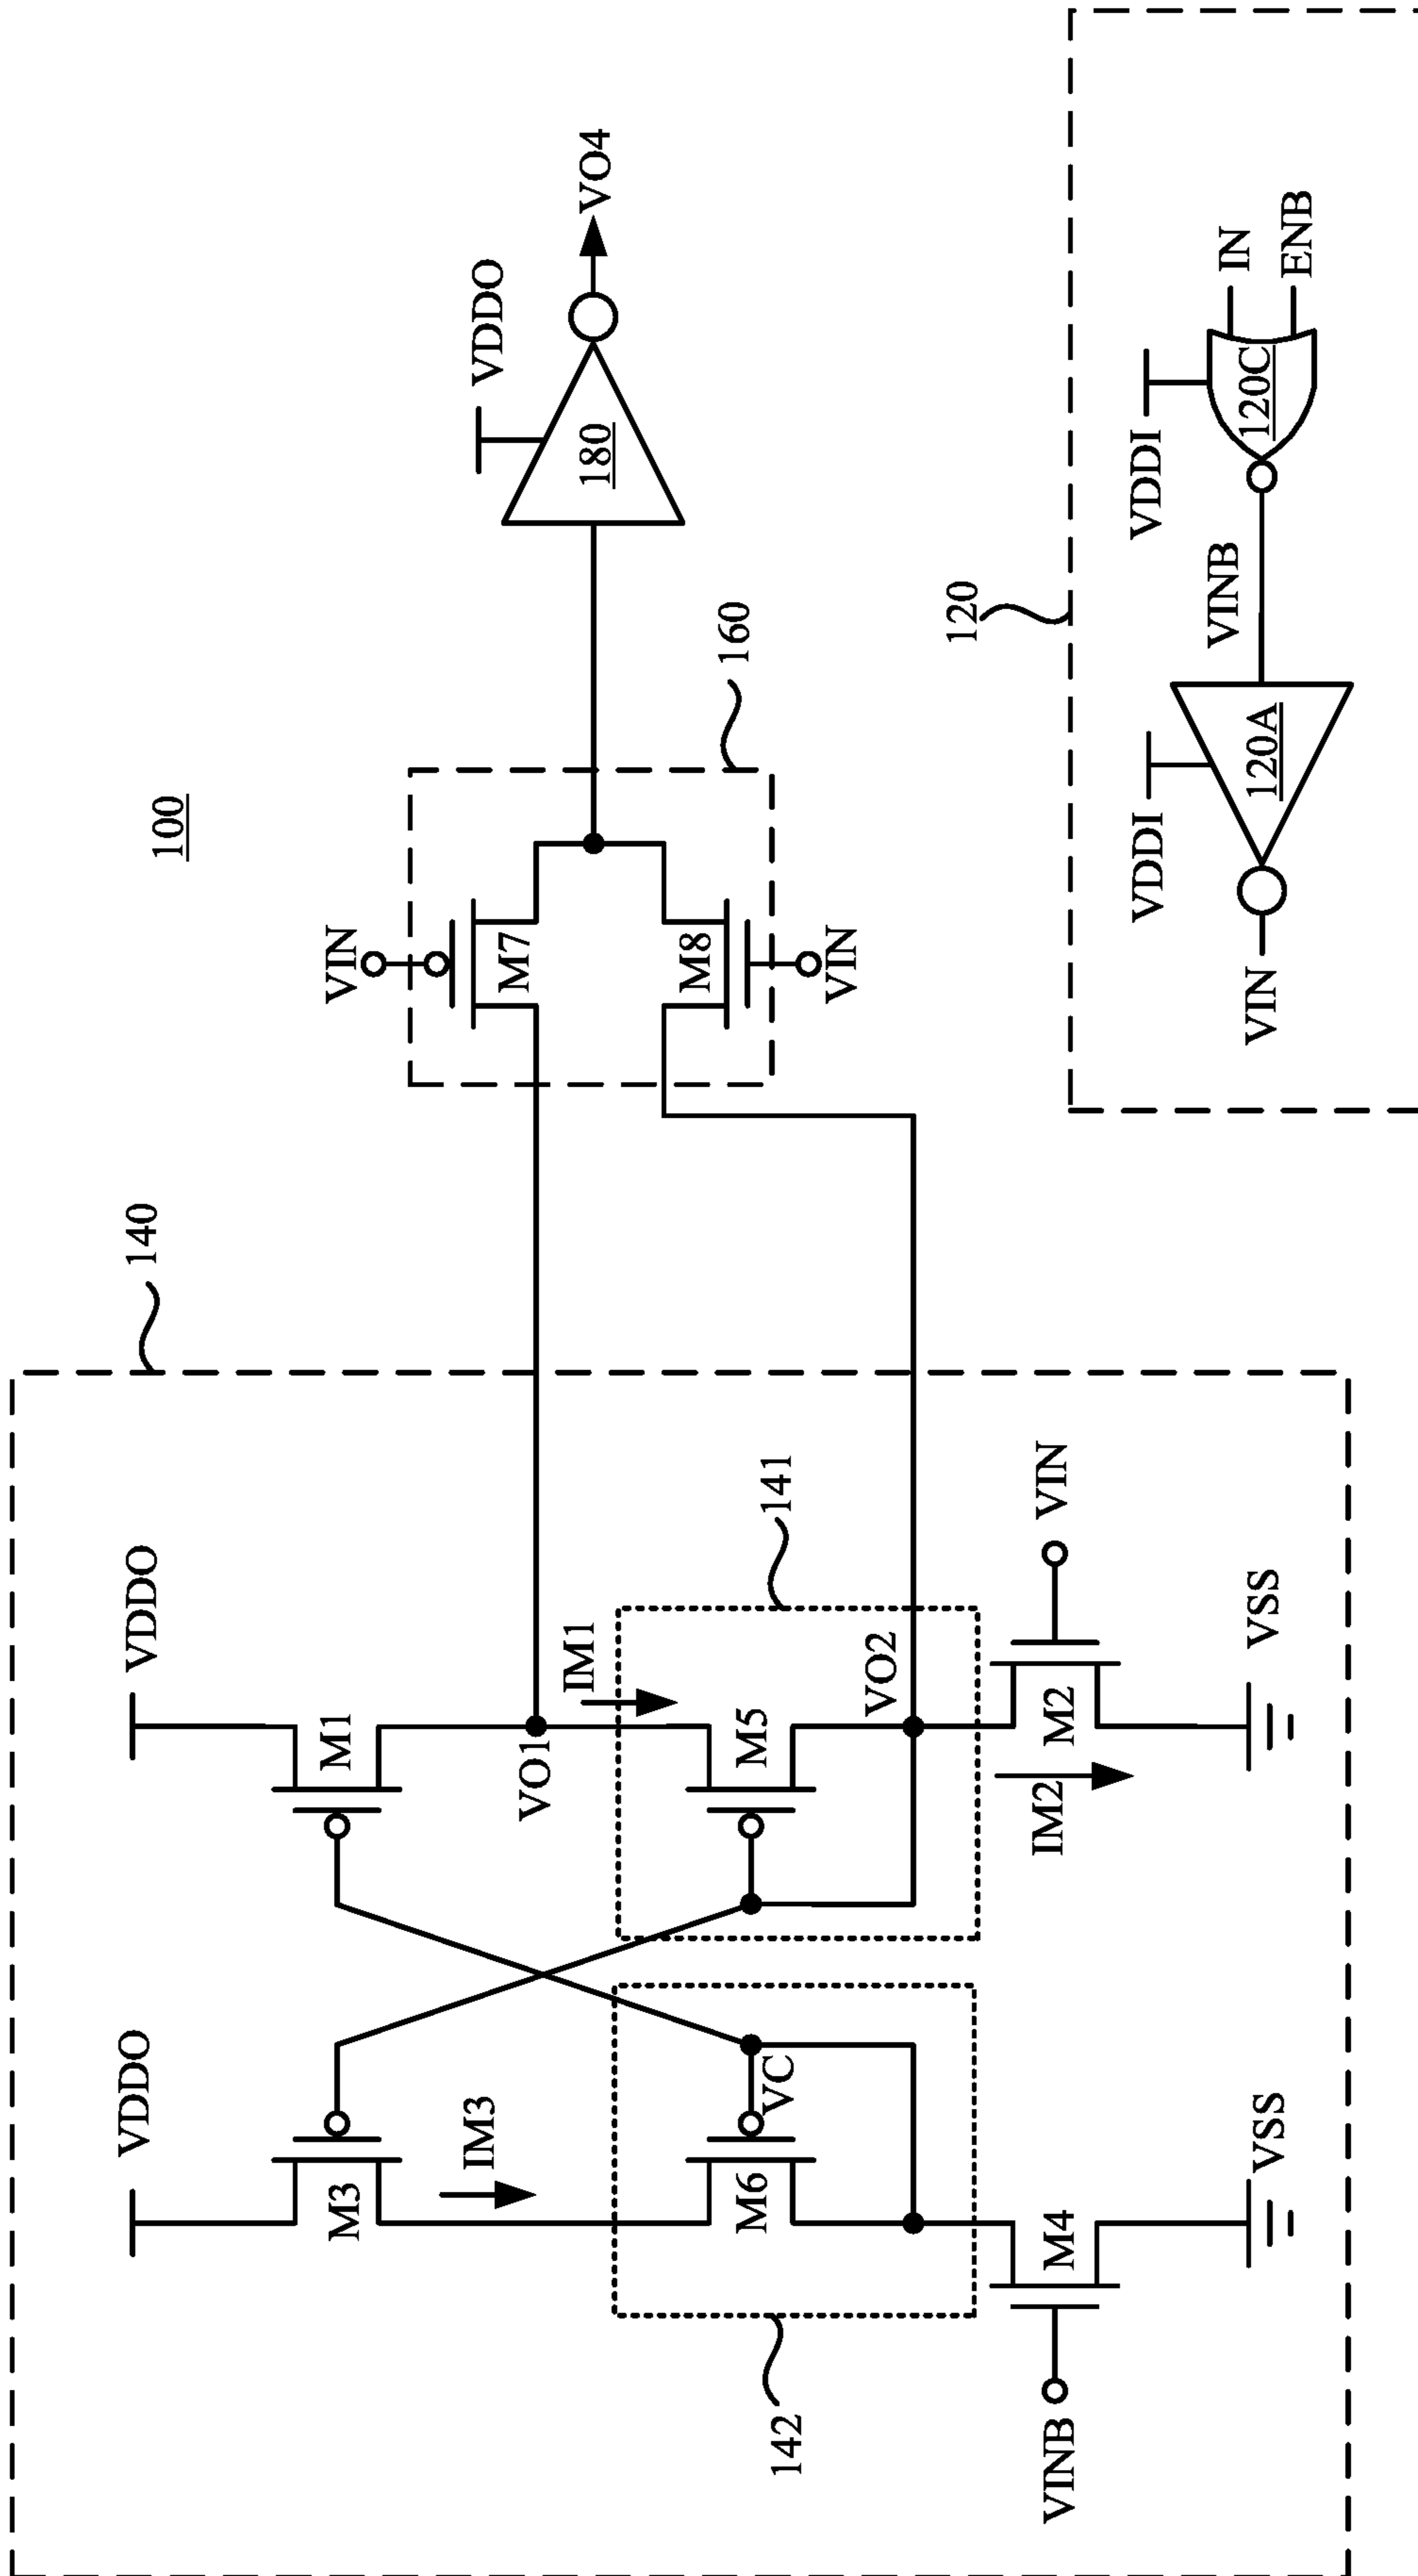 100
140
VDDO
VDDO
M3
M1
IM3
VO1
IM1
142
M6
VC
M5
141
VO2
VINB
M4
M2
IM2
VIN
VSS
VSS
VIN
M7
M8
VIN
160
VDDO
180
VO4
120
VIN
VDDI
120A
VINB
VDDI
120C
IN
ENB